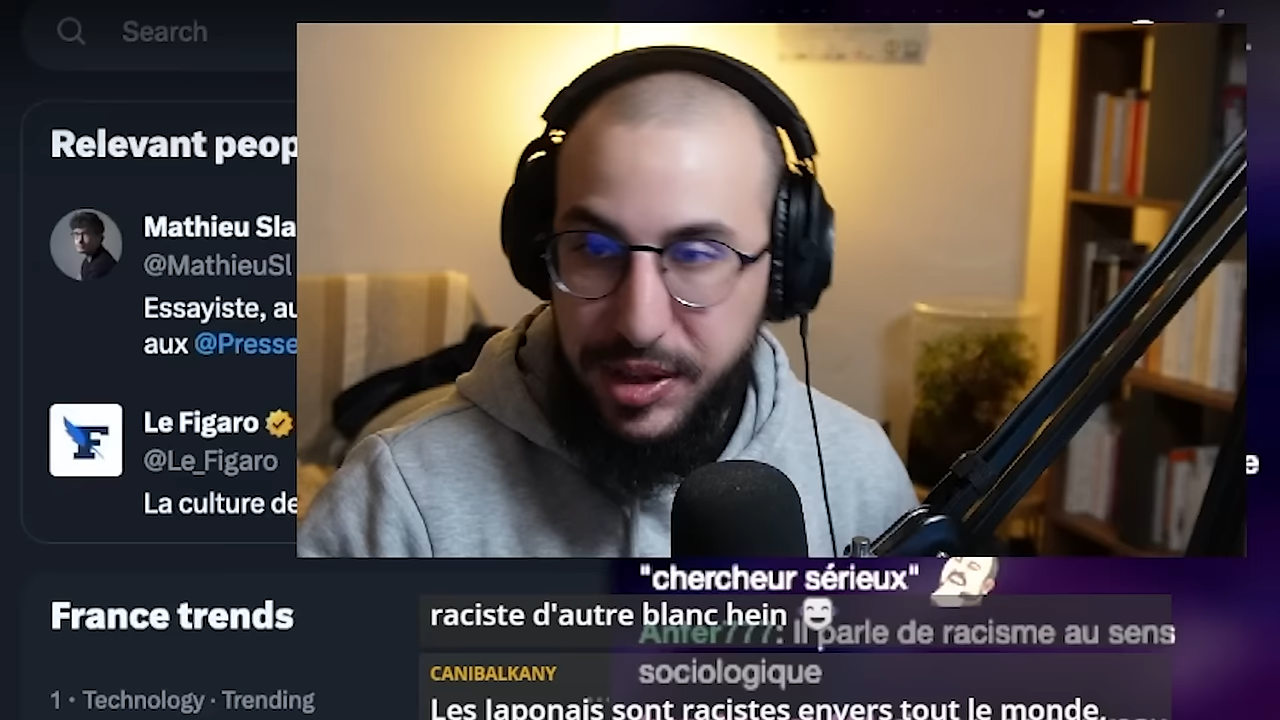 Search
Relevant peop
Mathieu Sla
@MathieuSl
Essayiste, au
aux @Presse
Le Figaro
@Le_Figaro
La culture de
France trends
1 · Technology · Trending
"chercheur sérieux"
raciste d'autre blanc hein
Anfer777: Il parle de racisme au sens
sociologique
CANIBALKANY
Les Japonais sont racistes envers tout le monde,